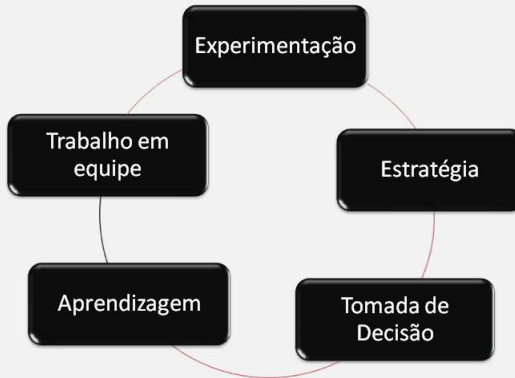 Experimentação
Estratégia
Tomada de
Decisão
Aprendizagem
Trabalho em
equipe